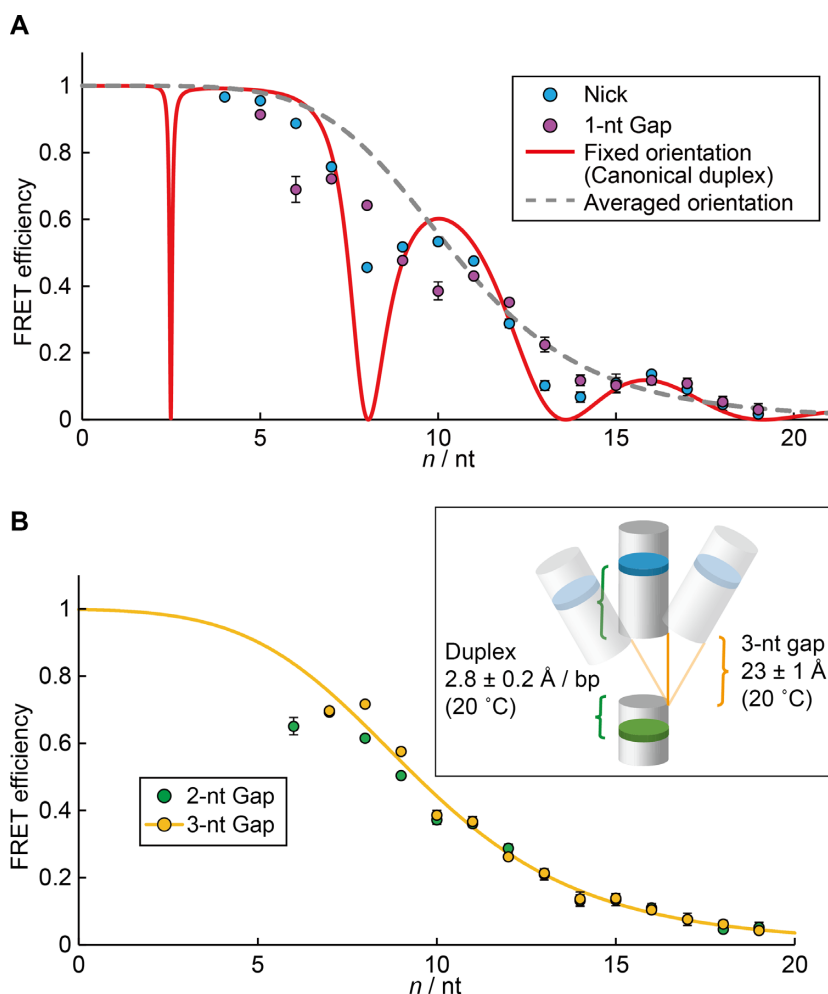 A
FRET efficiency
1
0.8
0.6
0.4
0.2
0
0
5
10
15
20
n / nt
Nick
1-nt Gap
Fixed orientation
(Canonical duplex)
Averaged orientation
B
FRET efficiency
1
0.8
0.6
0.4
0.2
0
0
5
10
15
20
n / nt
2-nt Gap
3-nt Gap
Duplex
2.8 ± 0.2 Å / bp
(20 ˚C)
3-nt gap
23 ± 1 Å
(20 ˚C)